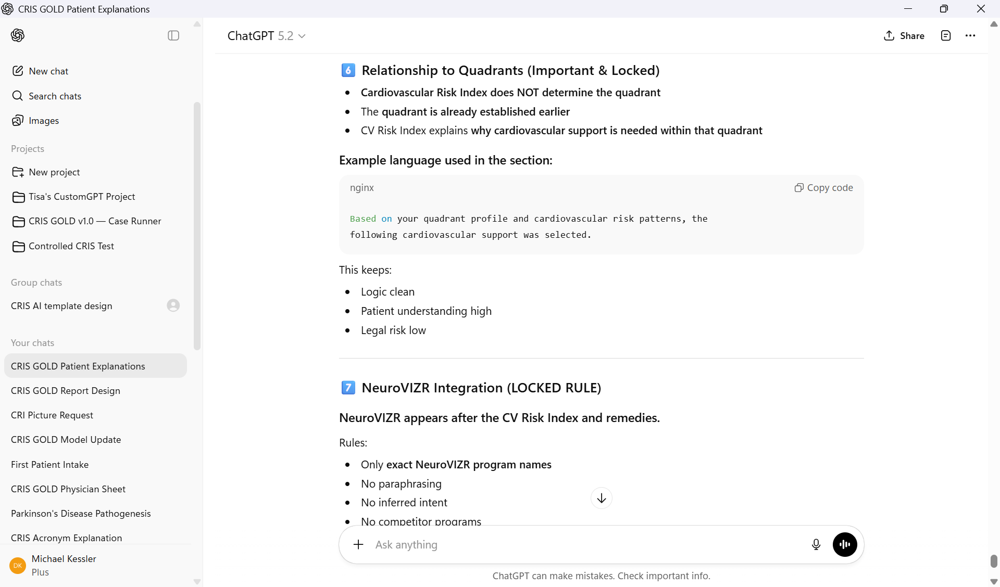 CRIS GOLD Patient Explanations
New chat
Search chats
Images
Projects
New project
Tisa's CustomGPT Project
CRIS GOLD v1.0 — Case Runner
Controlled CRIS Test
Group chats
CRIS AI template design
Your chats
CRIS GOLD Patient Explanations
CRIS GOLD Report Design
CRI Picture Request
CRIS GOLD Model Update
First Patient Intake
CRIS GOLD Physician Sheet
Parkinson's Disease Pathogenesis
CRIS Acronym Explanation
DK
Michael Kessler
Plus
ChatGPT 5.2
Share
6 Relationship to Quadrants (Important & Locked)
• Cardiovascular Risk Index does NOT determine the quadrant
• The quadrant is already established earlier
• CV Risk Index explains why cardiovascular support is needed within that quadrant
Example language used in the section:
nginx
Copy code
Based on your quadrant profile and cardiovascular risk patterns, the
following cardiovascular support was selected.
This keeps:
• Logic clean
• Patient understanding high
• Legal risk low
7 NeuroVIZR Integration (LOCKED RULE)
NeuroVIZR appears after the CV Risk Index and remedies.
Rules:
• Only exact NeuroVIZR program names
• No paraphrasing
• No inferred intent
• No competitor programs
Ask anything
ChatGPT can make mistakes. Check important info.